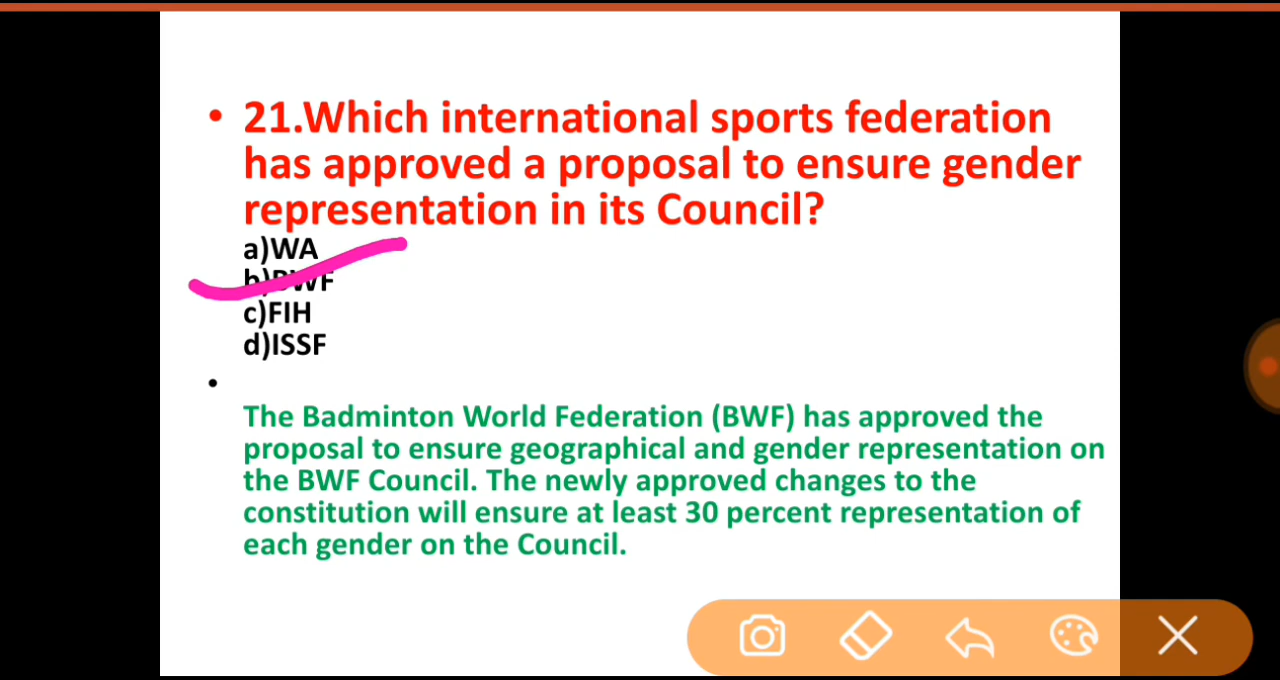 • 21.Which international sports federation
has approved a proposal to ensure gender
representation in its Council?
a)WA
b)BWF
c)FIH
d)ISSF
•
The Badminton World Federation (BWF) has approved the
proposal to ensure geographical and gender representation on
the BWF Council. The newly approved changes to the
constitution will ensure at least 30 percent representation of
each gender on the Council.